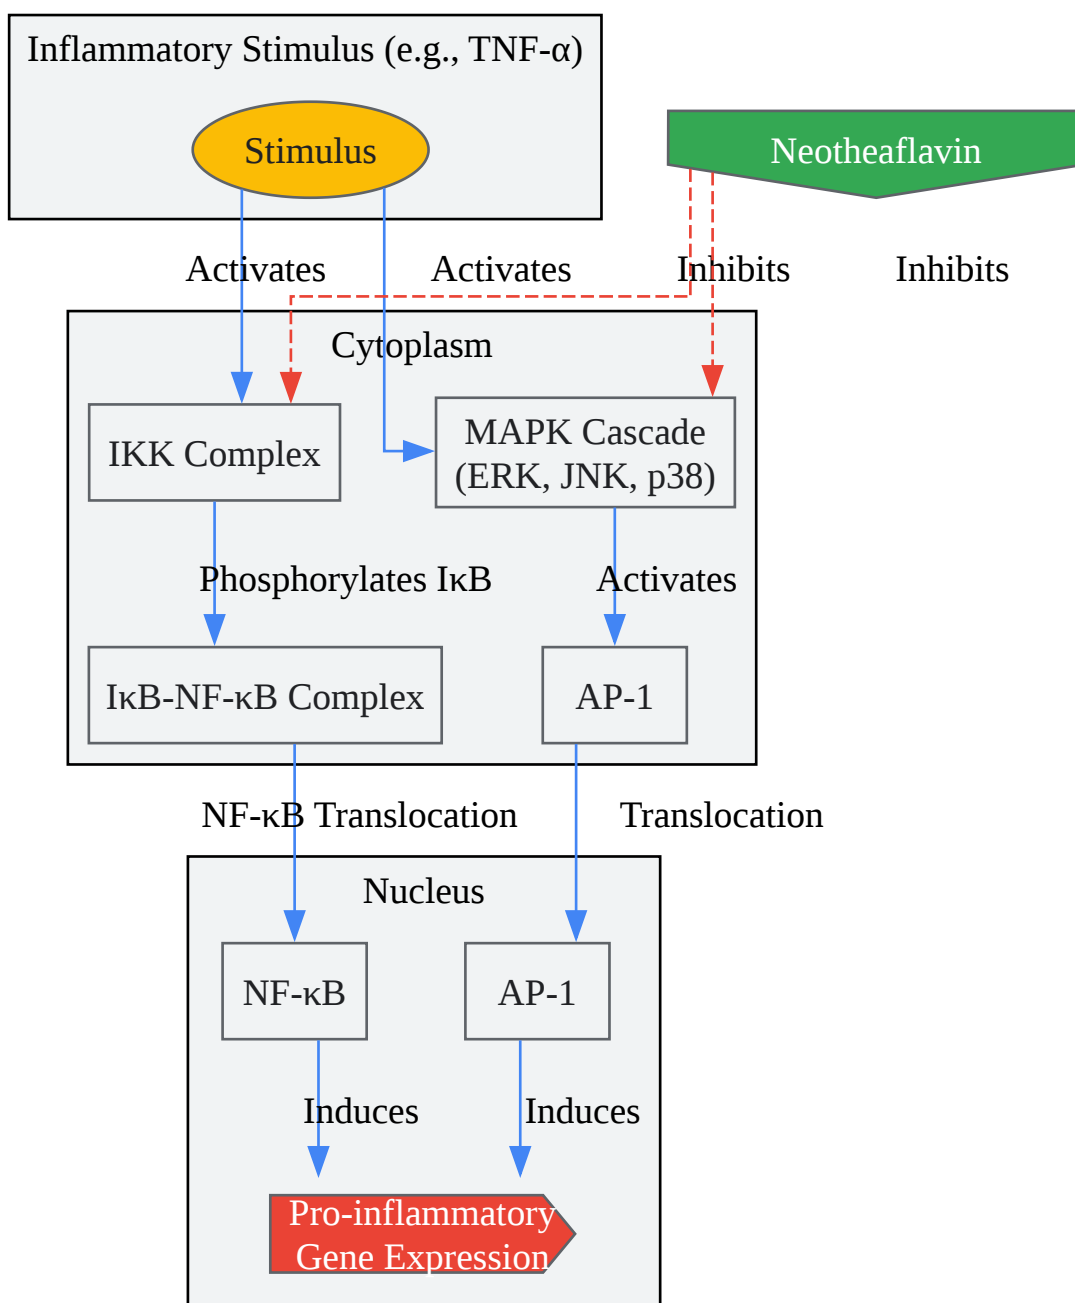 Inflammatory Stimulus (e.g., TNF-α)
Stimulus
Neotheaflavin
Activates
Activates
Inhibits
Inhibits
Cytoplasm
IKK Complex
MAPK Cascade
(ERK, JNK, p38)
Phosphorylates IκB
Activates
IκB-NF-κB Complex
AP-1
NF-κB Translocation
Translocation
Nucleus
NF-κB
AP-1
Induces
Induces
Pro-inflammatory
Gene Expression